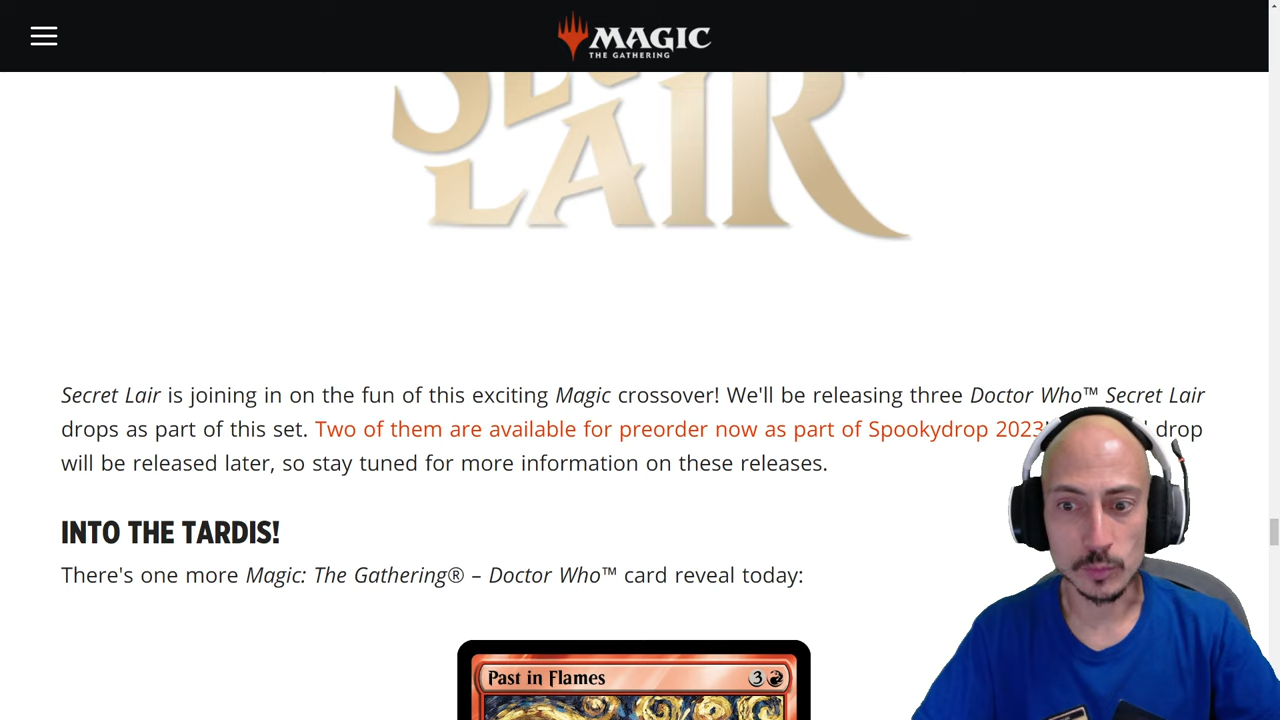 MAGIC
THE GATHERING
LAIR
Secret Lair is joining in on the fun of this exciting Magic crossover! We'll be releasing three Doctor Who™ Secret Lair
drops as part of this set. Two of them are available for preorder now as part of Spookydrop 2023 drop
will be released later, so stay tuned for more information on these releases.
INTO THE TARDIS!
There's one more Magic: The Gathering® – Doctor Who™ card reveal today:
Past in Flames 3